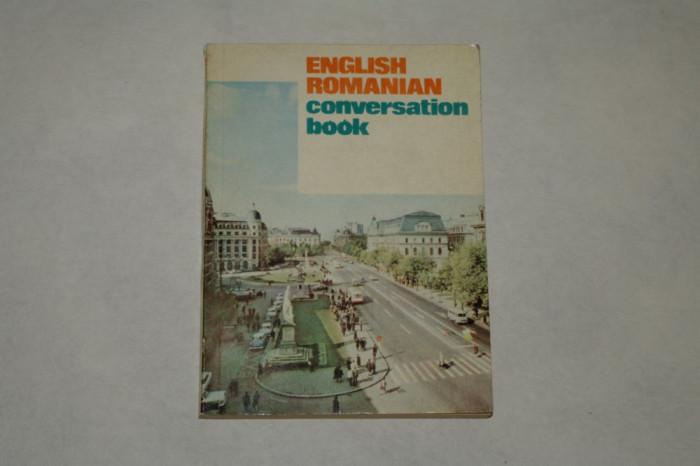 ENGLISH
ROMANIAN
conversation
book